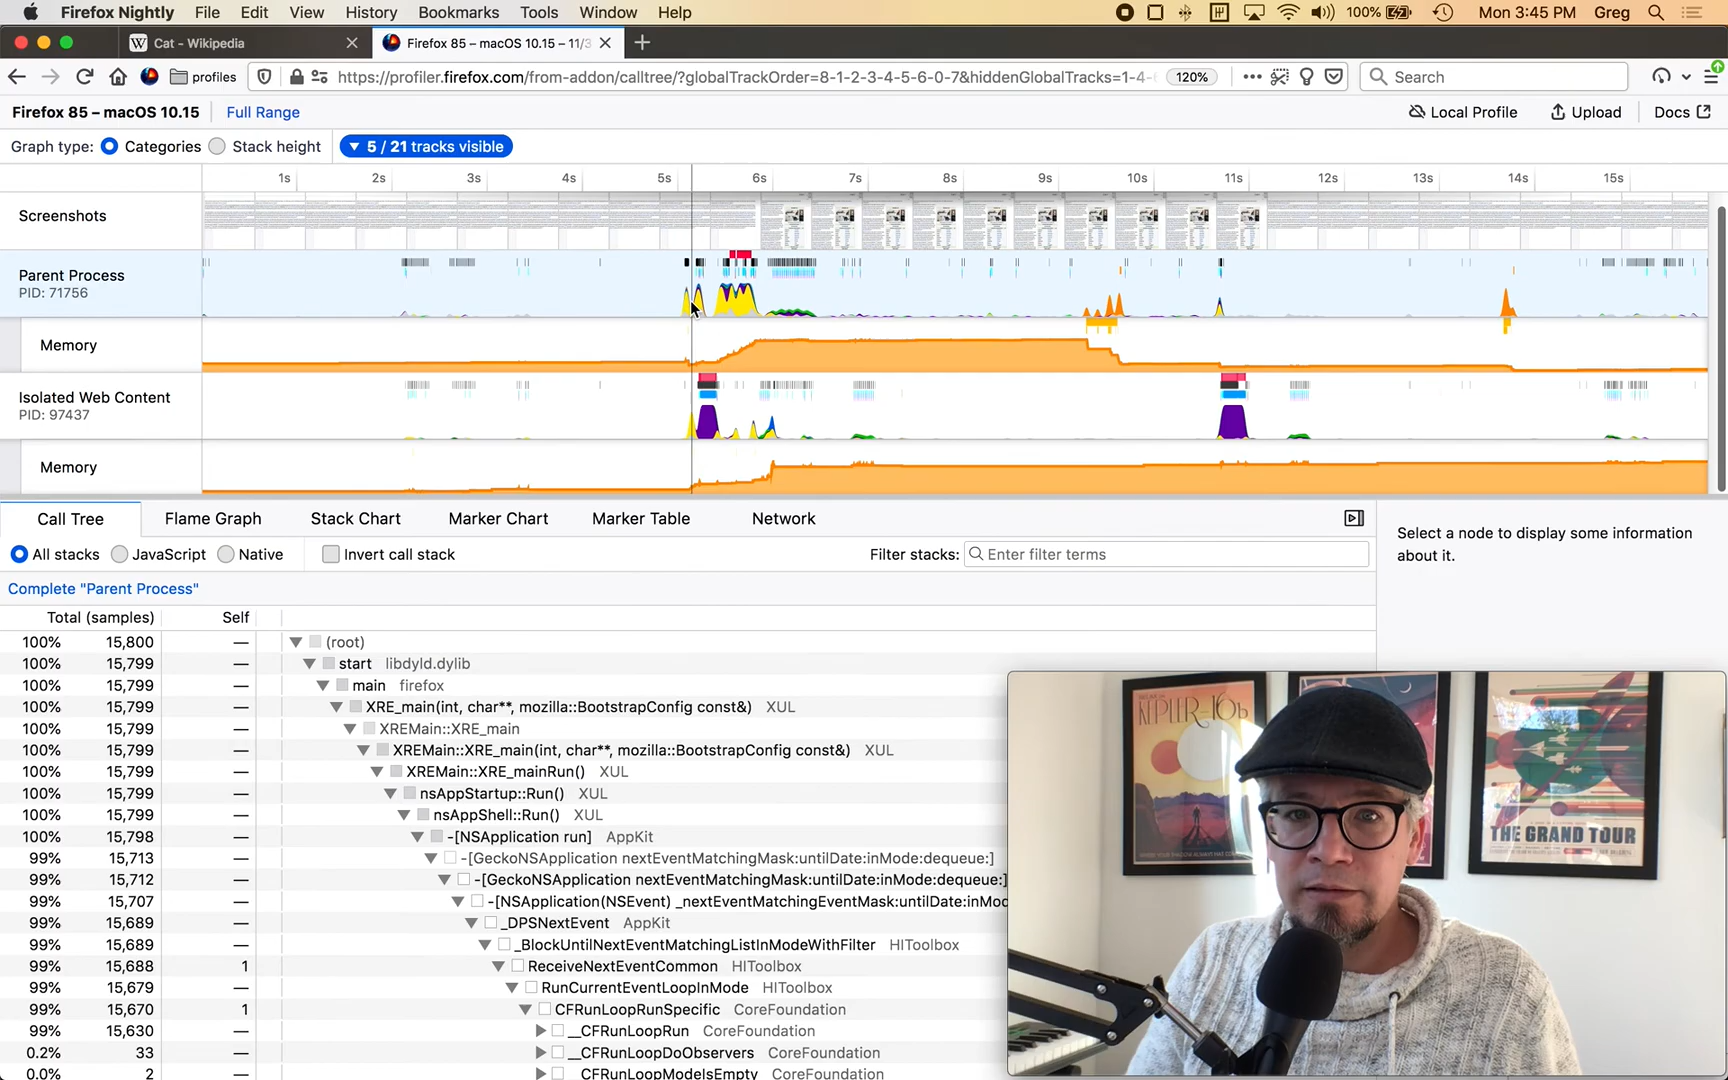 Firefox Nightly File Edit View History Bookmarks Tools Window Help 100% Mon 3:45 PM Greg
Cat - Wikipedia Firefox 85 – macOS 10.15 – 11/3
profiles https://profiler.firefox.com/from-addon/calltree/?globalTrackOrder=8-1-2-3-4-5-6-0-7&hiddenGlobalTracks=1-4- 120% Search
Firefox 85 – macOS 10.15 Full Range Local Profile Upload Docs
Graph type: Categories Stack height 5 / 21 tracks visible
1s 2s 3s 4s 5s 6s 7s 8s 9s 10s 11s 12s 13s 14s 15s
Screenshots
Parent Process
PID: 71756
Memory
Isolated Web Content
PID: 97437
Memory
Call Tree Flame Graph Stack Chart Marker Chart Marker Table Network
Select a node to display some information
about it.
All stacks JavaScript Native Invert call stack Filter stacks: Enter filter terms
Complete "Parent Process"
Total (samples) Self
100% 15,800 — (root)
100% 15,799 — start libdyld.dylib
100% 15,799 — main firefox
100% 15,799 — XRE_main(int, char**, mozilla::BootstrapConfig const&) XUL
100% 15,799 — XREMain::XRE_main
100% 15,799 — XREMain::XRE_main(int, char**, mozilla::BootstrapConfig const&) XUL
100% 15,799 — XREMain::XRE_mainRun() XUL
100% 15,799 — nsAppStartup::Run() XUL
100% 15,799 — nsAppShell::Run() XUL
100% 15,798 — -[NSApplication run] AppKit
99% 15,713 — -[GeckoNSApplication nextEventMatchingMask:untilDate:inMode:dequeue:]
99% 15,712 — -[GeckoNSApplication nextEventMatchingMask:untilDate:inMode:dequeue:]
99% 15,707 — -[NSApplication(NSEvent) _nextEventMatchingEventMask:untilDate:inMod
99% 15,689 — _DPSNextEvent AppKit
99% 15,689 — _BlockUntilNextEventMatchingListInModeWithFilter HIToolbox
99% 15,688 1 ReceiveNextEventCommon HIToolbox
99% 15,679 — RunCurrentEventLoopInMode HIToolbox
99% 15,670 1 CFRunLoopRunSpecific CoreFoundation
99% 15,630 — __CFRunLoopRun CoreFoundation
0.2% 33 — __CFRunLoopDoObservers CoreFoundation
0.0% 2 — __CFRunLoopModeIsEmpty CoreFoundation
KEPLER-16b
THE GRAND TOUR